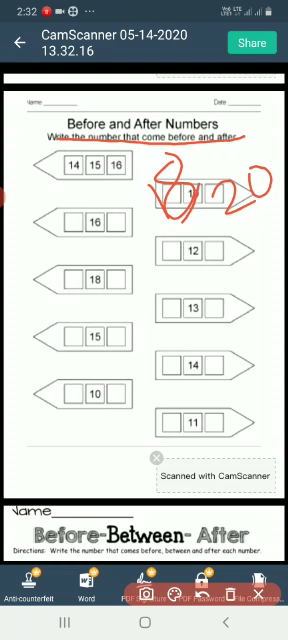 2:32
CamScanner 05-14-2020
13.32.16
Share
Name Date
Before and After Numbers
Write the number that come before and after
14 15 16
18 20
16
12
18
13
15
14
10
11
Scanned with CamScanner
Name
Before-Between-After
Directions: Write the number that comes before, between and after each number.
Anti-counterfeit Word PDF Signature PDF Password File Compress...